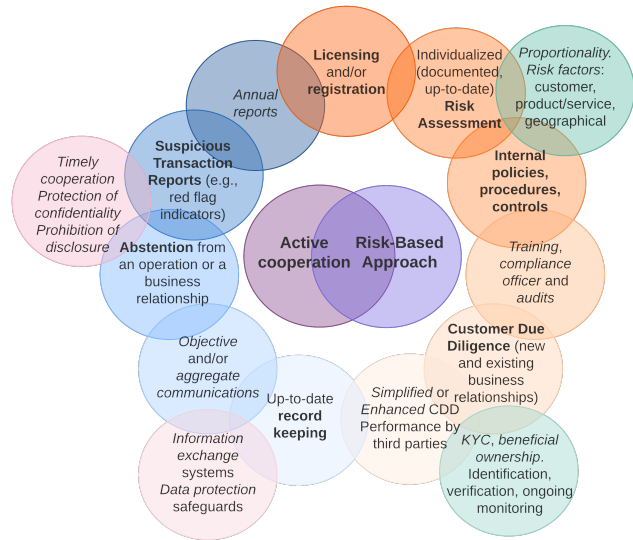 Licensing
and/or
registration
Individualized
(documented,
up-to-date)
Risk
Assessment
Proportionality.
Risk factors:
customer,
product/service,
geographical
Annual
reports
Suspicious
Transaction
Reports (e.g.,
red flag
indicators)
Internal
policies,
procedures,
controls
Timely
cooperation
Protection of
confidentiality
Prohibition of
disclosure
Abstention from
an operation or a
business
relationship
Active
cooperation
Risk-Based
Approach
Training,
compliance
officer and
audits
Objective
and/or
aggregate
communications
Customer Due
Diligence (new
and existing
business
relationships)
Up-to-date
record
keeping
Simplified or
Enhanced CDD
Performance by
third parties
Information
exchange
systems
Data protection
safeguards
KYC, beneficial
ownership.
Identification,
verification, ongoing
monitoring